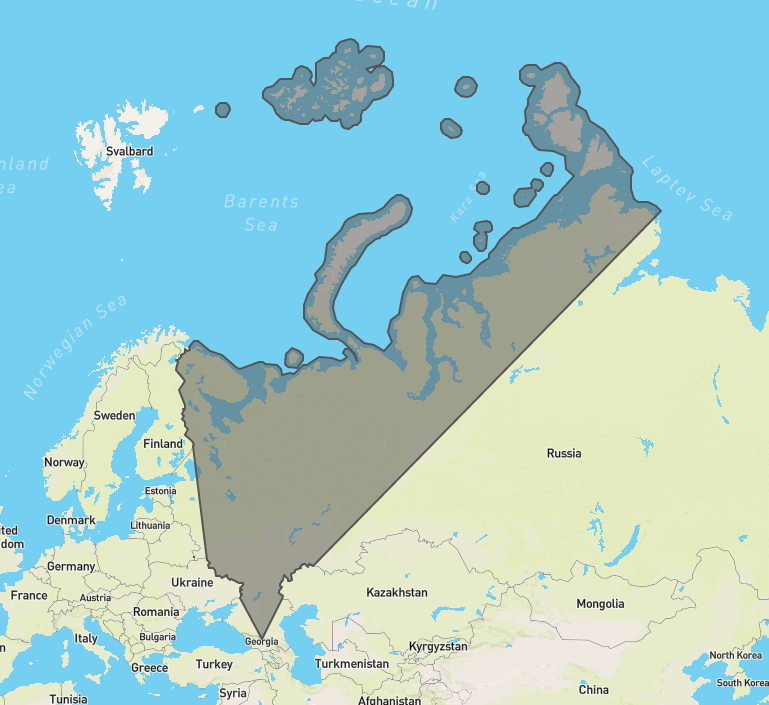 Ocean
Svalbard
nland
ea
Barents
Sea
Kara Sea
Laptev Sea
Norwegian Sea
Sweden
Finland
Norway
Russia
Estonia
Denmark
Lithuania
ted
dom
Germany
Ukraine
Kazakhstan
France
Austria
Romania
Mongolia
Italy
Bulgaria
Georgia
Kyrgyzstan
North Korea
n
Greece
Turkey
Turkmenistan
South Korea
Syria
China
Tunisia
Afghanistan